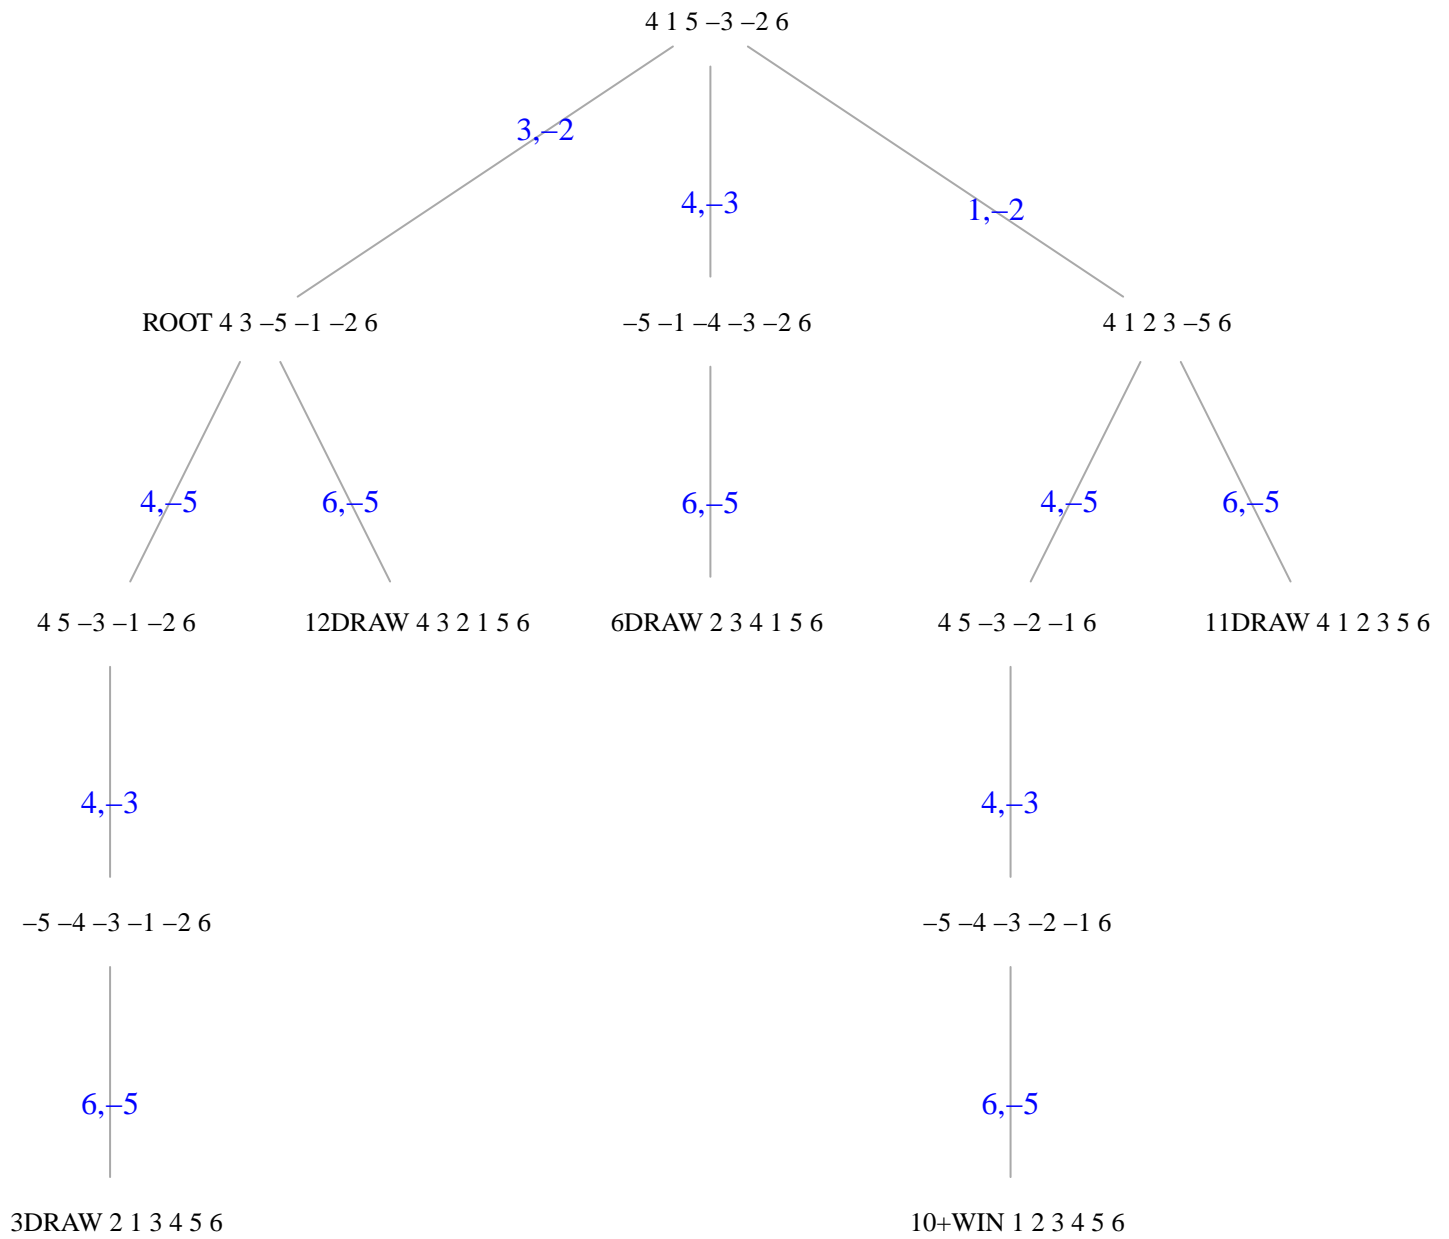 4 1 5 –3 –2 6
3,–2
4,–3
1,–2
ROOT 4 3 –5 –1 –2 6
–5 –1 –4 –3 –2 6
4 1 2 3 –5 6
4,–5
6,–5
6,–5
4,–5
6,–5
4 5 –3 –1 –2 6
12DRAW 4 3 2 1 5 6
6DRAW 2 3 4 1 5 6
4 5 –3 –2 –1 6
11DRAW 4 1 2 3 5 6
4,–3
4,–3
–5 –4 –3 –1 –2 6
–5 –4 –3 –2 –1 6
6,–5
6,–5
3DRAW 2 1 3 4 5 6
10+WIN 1 2 3 4 5 6